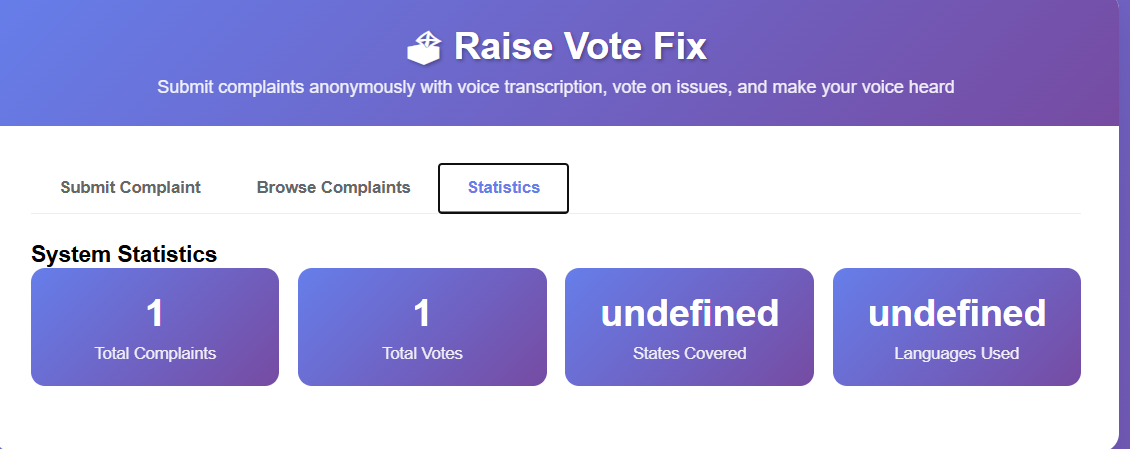 Raise Vote Fix
Submit complaints anonymously with voice transcription, vote on issues, and make your voice heard
Submit Complaint
Browse Complaints
Statistics
System Statistics
1
Total Complaints
1
Total Votes
undefined
States Covered
undefined
Languages Used